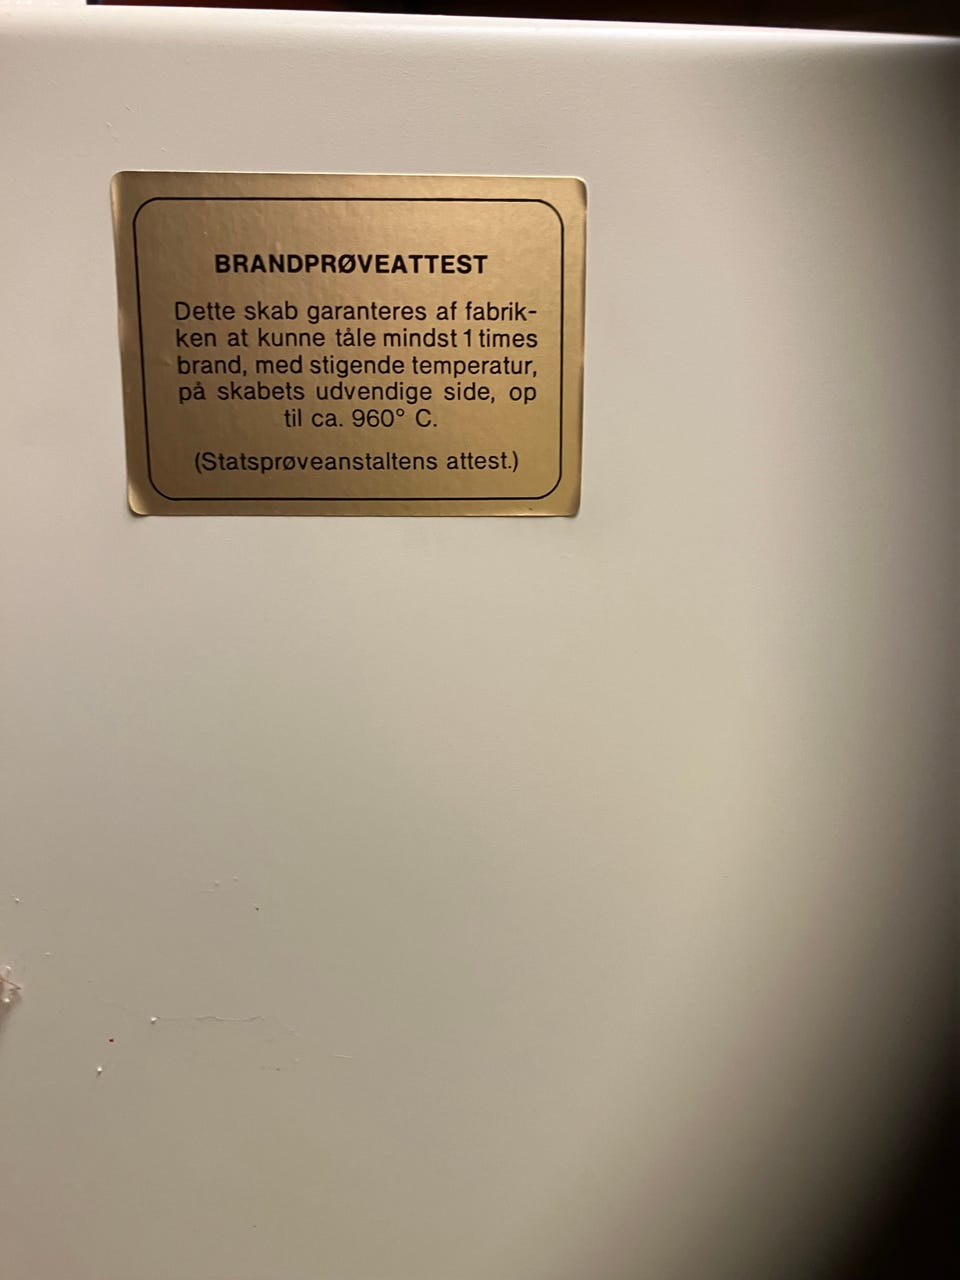 BRANDPRØVEATTEST
Dette skab garanteres af fabrik-
ken at kunne tåle mindst 1 times
brand, med stigende temperatur,
på skabets udvendige side, op
til ca. 960° C.
(Statsprøveanstaltens attest.)